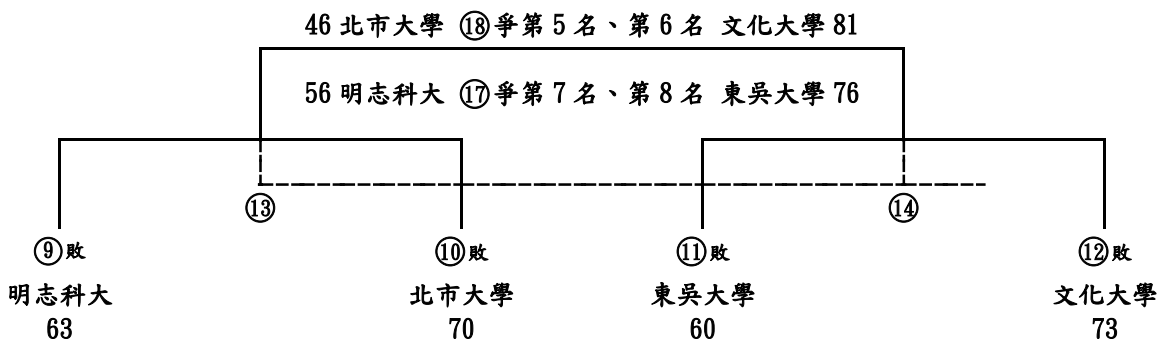 46 北市大學 ⑱爭第 5 名、第 6 名 文化大學 81
56 明志科大 ⑰爭第 7 名、第 8 名 東吳大學 76
⑬ ⑭
⑨敗 ⑩敗 ⑪敗 ⑫敗
明志科大 北市大學 東吳大學 文化大學
63 70 60 73